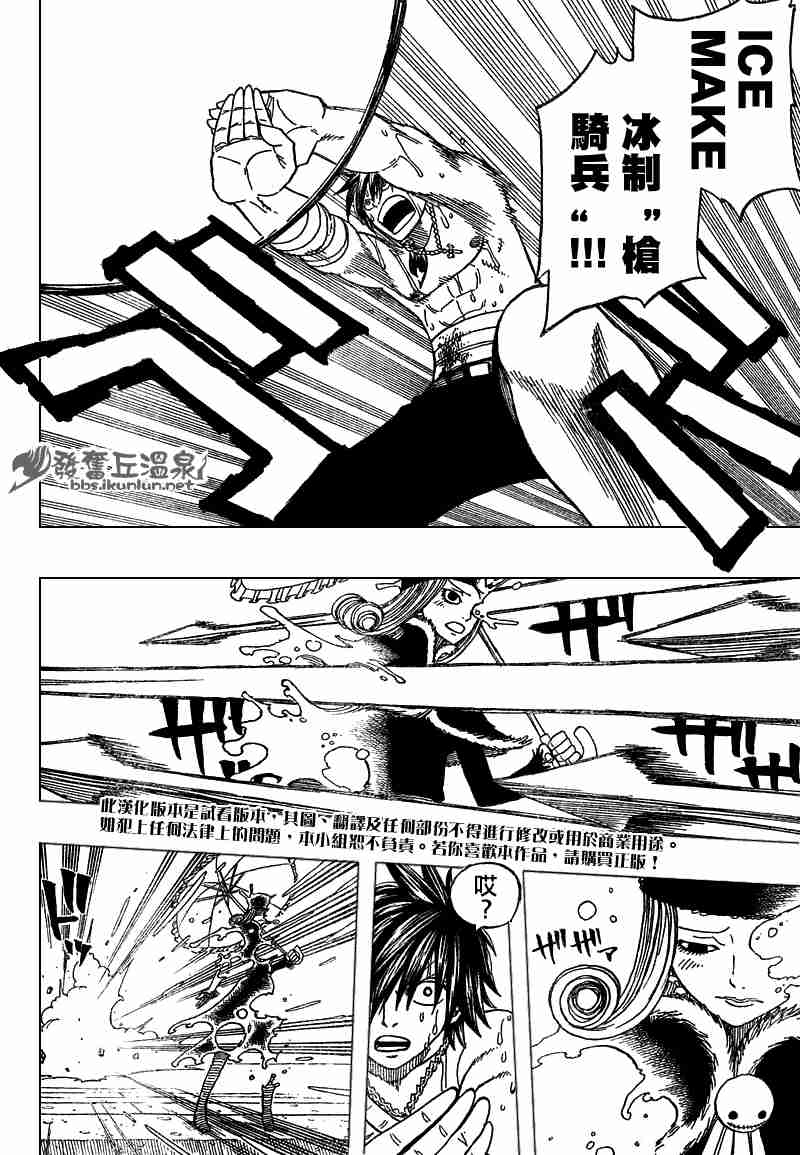 ICE
MAKE
冰制"槍
騎兵"!!!
發奮丘溫泉
bbs.ikunlun.net
此漢化版本是試看版本，其圖、翻譯及任何部份不得進行修改或用於商業用途。
如犯上任何法律上的問題，本小組恕不負責。若你喜歡本作品，請購買正版！
哎？